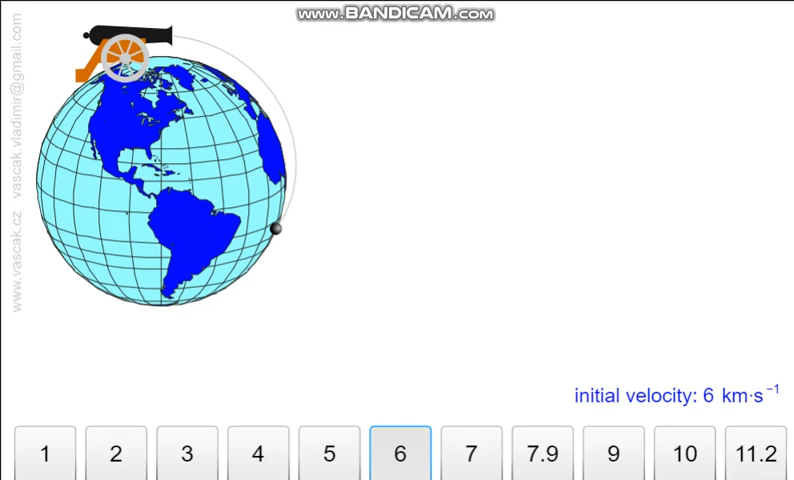 www.BANDICAM.com
www.vascak.cz vascak.vladimir@gmail.com
initial velocity: 6 km·s⁻¹
1 2 3 4 5 6 7 7.9 9 10 11.2